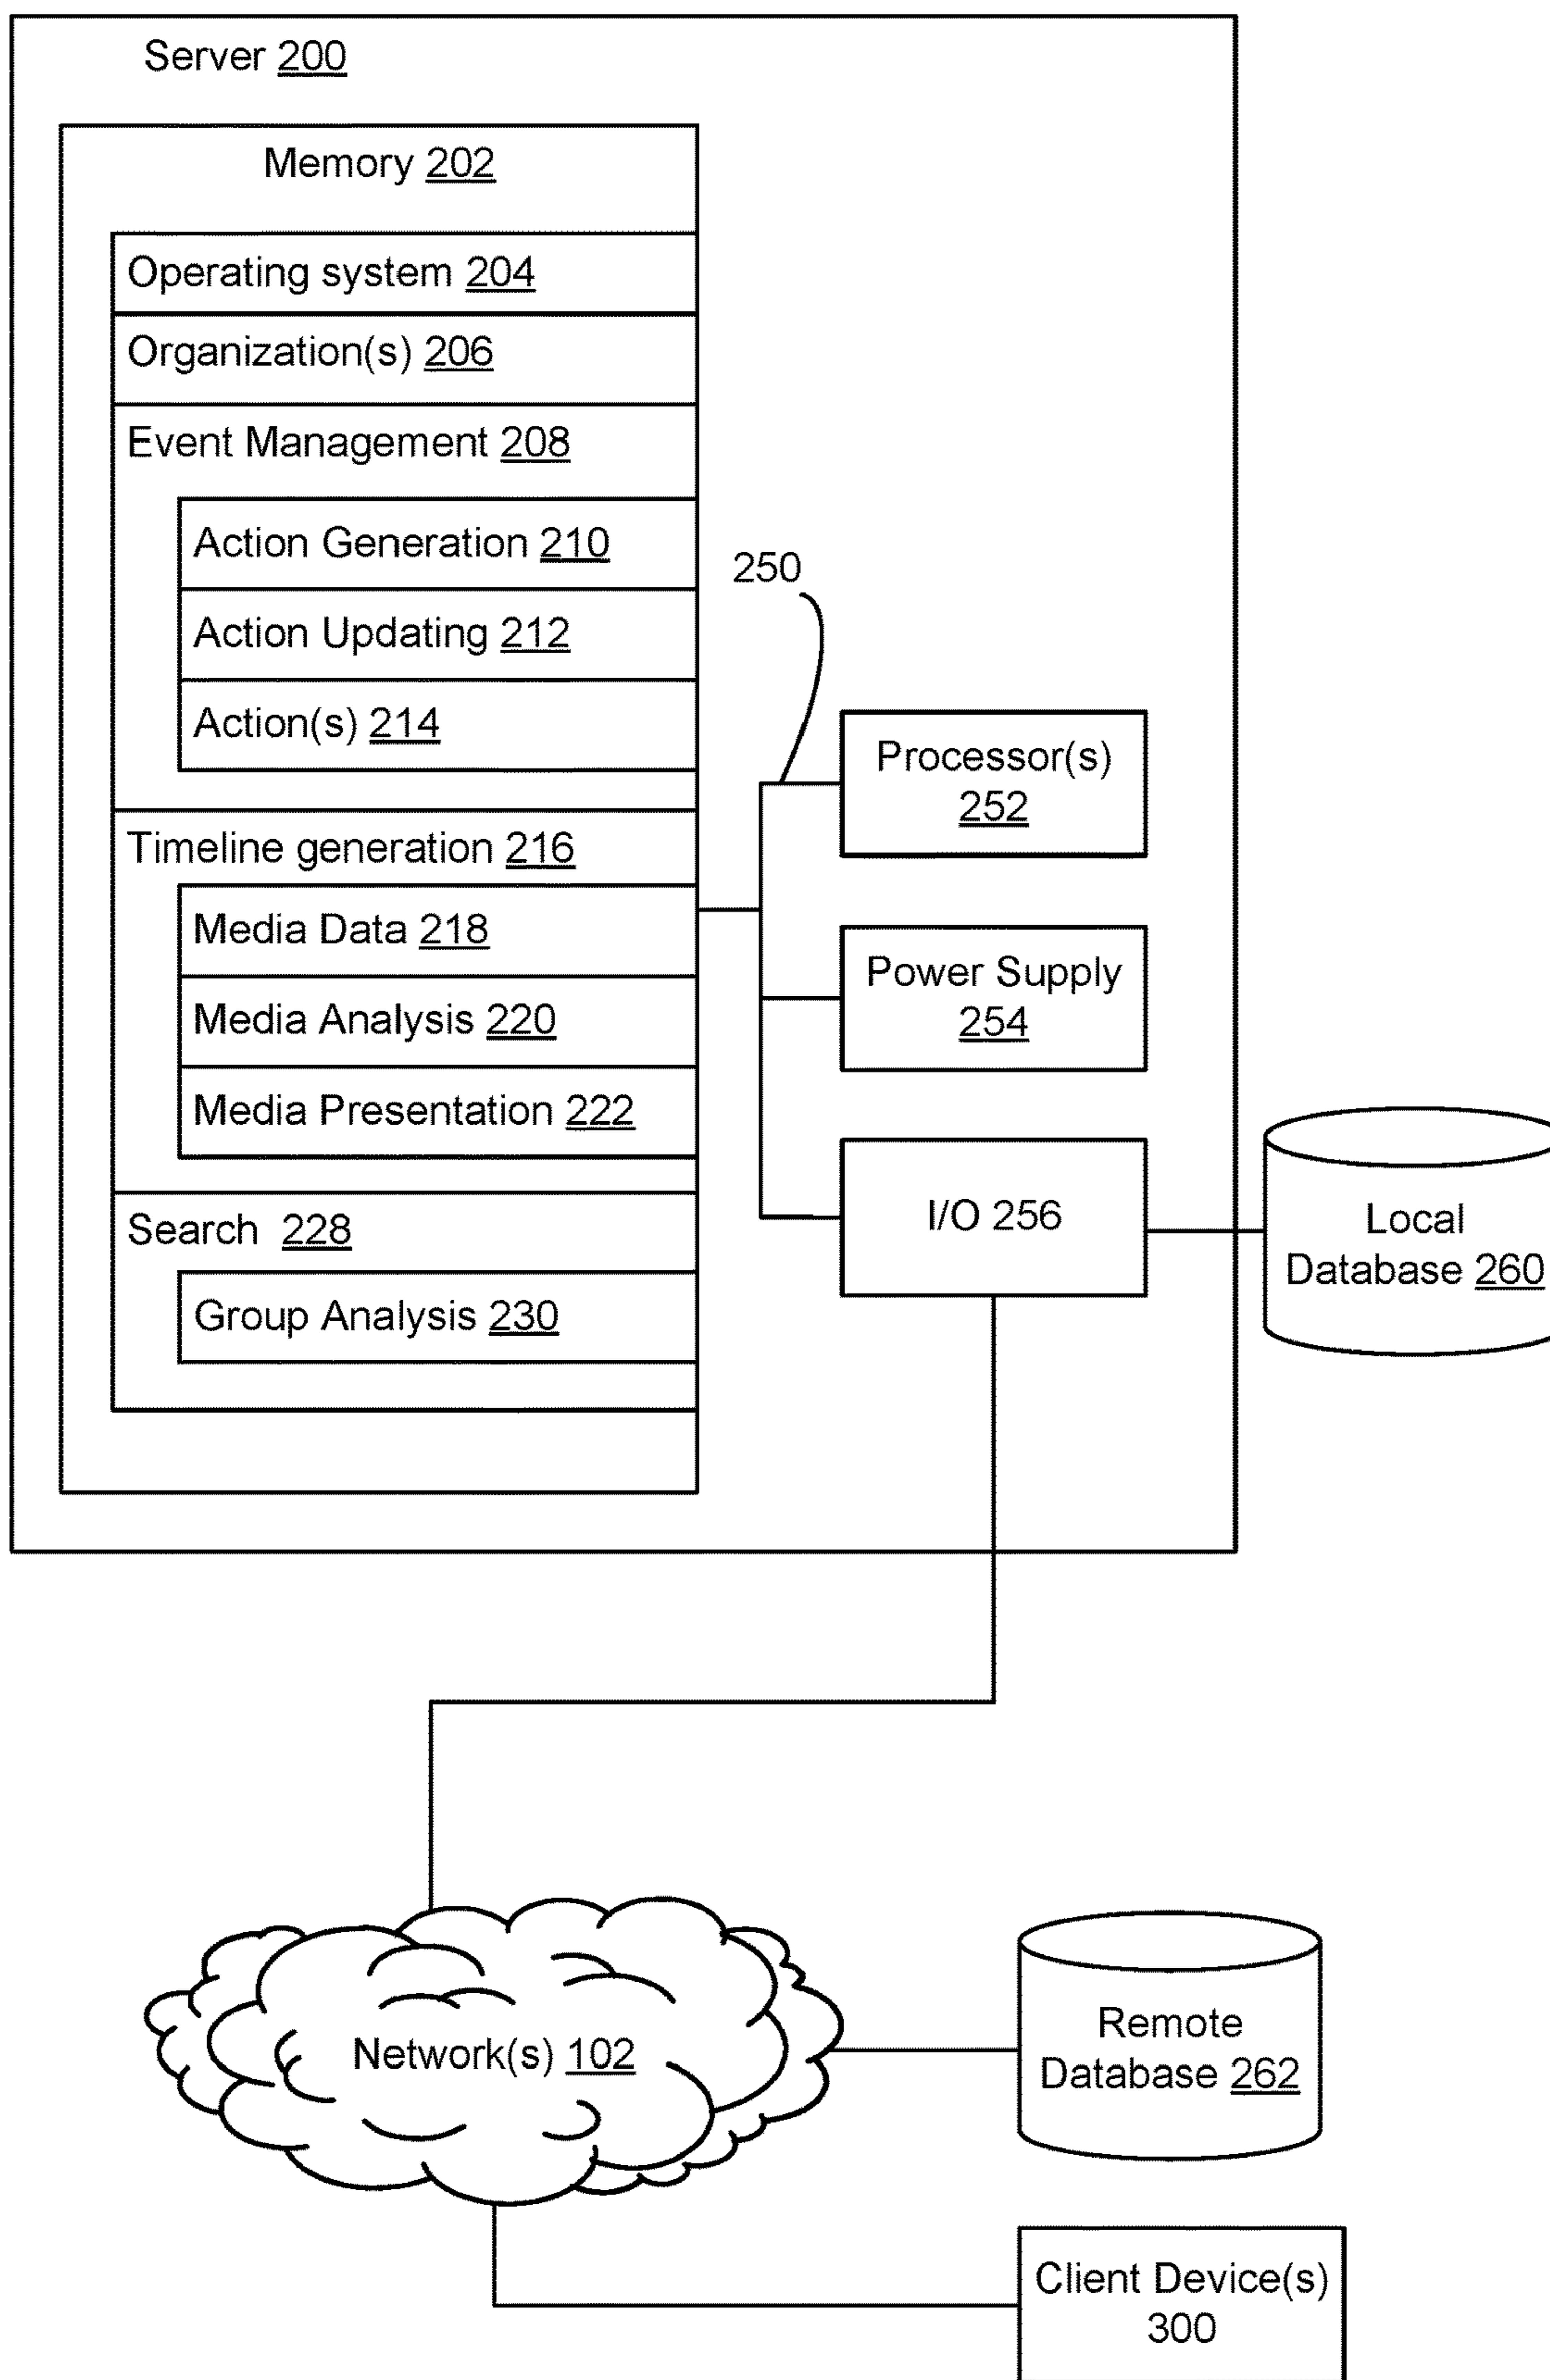 Server 200
Memory 202
Operating system 204
Organization(s) 206
Event Management 208
Action Generation 210
Action Updating 212
Action(s) 214
Timeline generation 216
Media Data 218
Media Analysis 220
Media Presentation 222
Search 228
Group Analysis 230
250
Processor(s)
252
Power Supply
254
I/O 256
Local
Database 260
Network(s) 102
Remote
Database 262
Client Device(s)
300